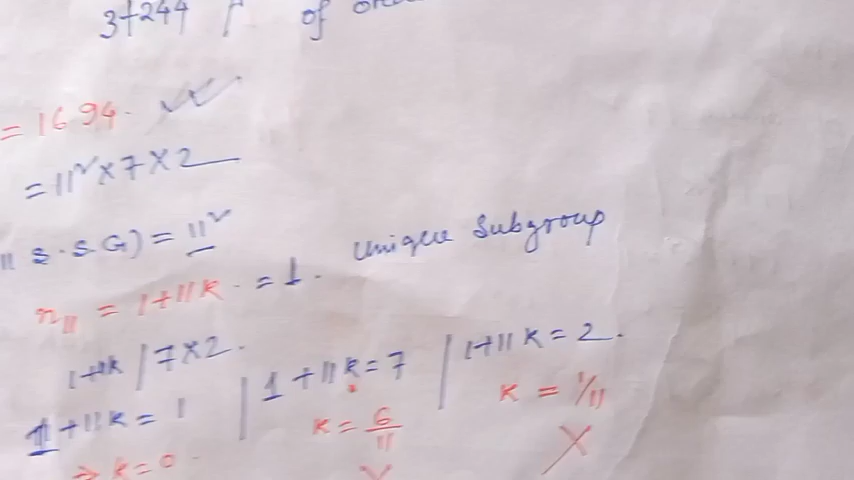 3+244 of
= 1694.
= 11² × 7 × 2
11 S.S.G) = 11² unique Subgroup
n₁₁ = 1+11k. = 1.
1+11k | 7×2.
11+11k = 1 | 1+11k = 7 | 1+11k = 2.
⇒ k=0. k = 6/11 k = 1/11
X X